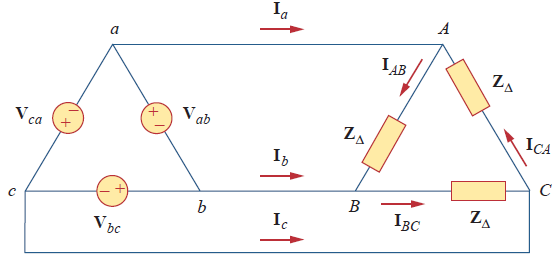 I_a
a
A
I_AB
Z_Δ
V_ca
− +
+ −
V_ab
Z_Δ
I_b
I_CA
c
− +
b
B
C
V_bc
I_BC
Z_Δ
I_c